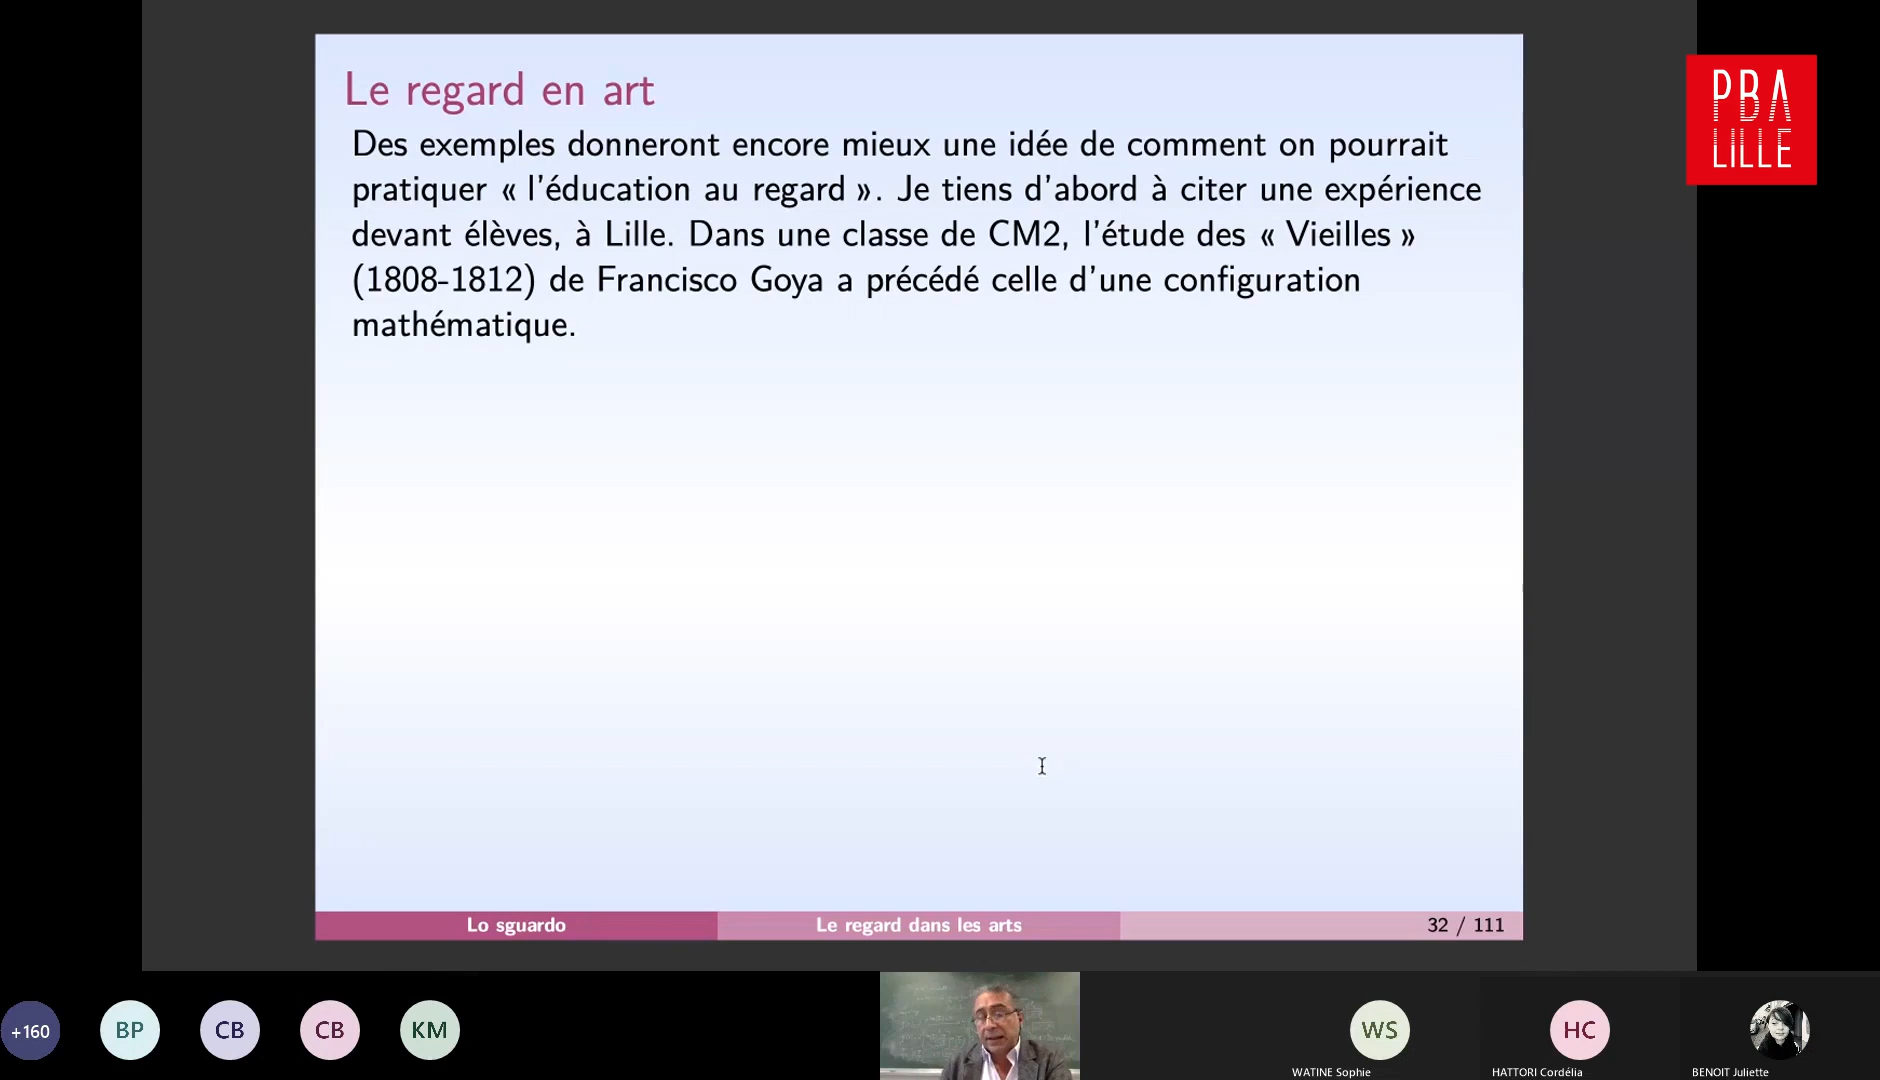 Le regard en art
Des exemples donneront encore mieux une idée de comment on pourrait
pratiquer « l'éducation au regard ». Je tiens d'abord à citer une expérience
devant élèves, à Lille. Dans une classe de CM2, l'étude des « Vieilles »
(1808-1812) de Francisco Goya a précédé celle d'une configuration
mathématique.
PBA
LILLE
Lo sguardo
Le regard dans les arts
32 / 111
+160
BP
CB
CB
KM
WS
HC
WATINE Sophie
HATTORI Cordélia
BENOIT Juliette